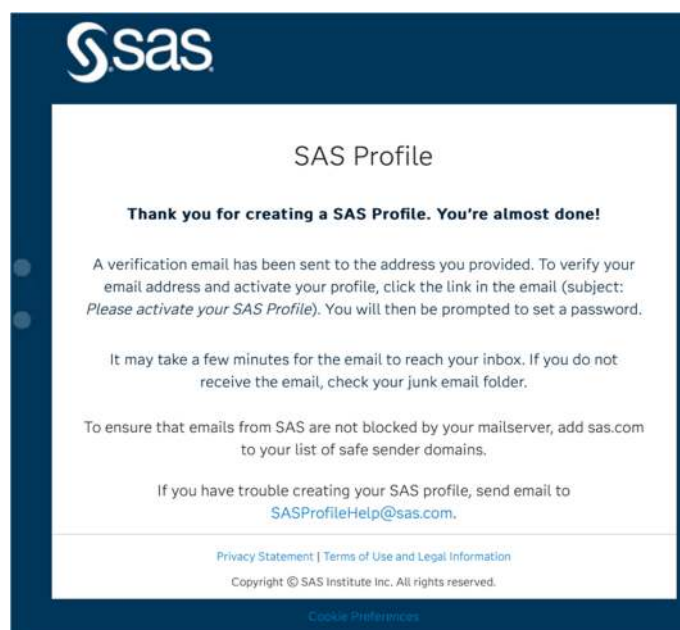 sas
SAS Profile
Thank you for creating a SAS Profile. You're almost done!
A verification email has been sent to the address you provided. To verify your
email address and activate your profile, click the link in the email (subject:
Please activate your SAS Profile). You will then be prompted to set a password.
It may take a few minutes for the email to reach your inbox. If you do not
receive the email, check your junk email folder.
To ensure that emails from SAS are not blocked by your mailserver, add sas.com
to your list of safe sender domains.
If you have trouble creating your SAS profile, send email to
SASProfileHelp@sas.com.
Privacy Statement | Terms of Use and Legal Information
Copyright © SAS Institute Inc. All rights reserved.
Cookie Preferences